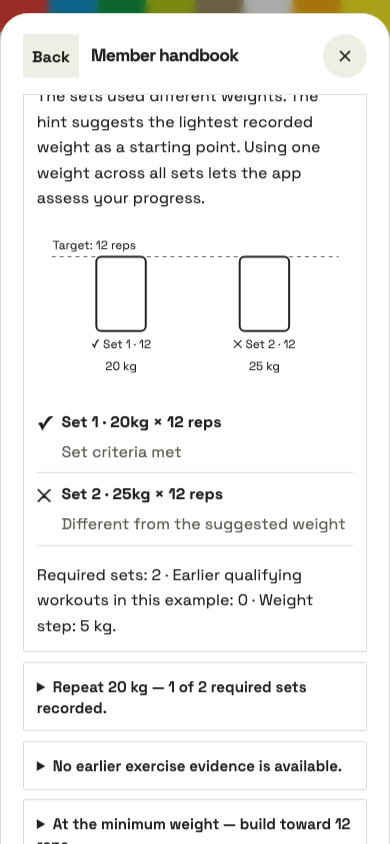 Back Member handbook ×
The sets used different weights. The
hint suggests the lightest recorded
weight as a starting point. Using one
weight across all sets lets the app
assess your progress.
Target: 12 reps
✓ Set 1 · 12
✕ Set 2 · 12
20 kg
25 kg
✓ Set 1 · 20kg × 12 reps
Set criteria met
✕ Set 2 · 25kg × 12 reps
Different from the suggested weight
Required sets: 2 · Earlier qualifying
workouts in this example: 0 · Weight
step: 5 kg.
▶ Repeat 20 kg — 1 of 2 required sets
recorded.
▶ No earlier exercise evidence is available.
▶ At the minimum weight — build toward 12
reps